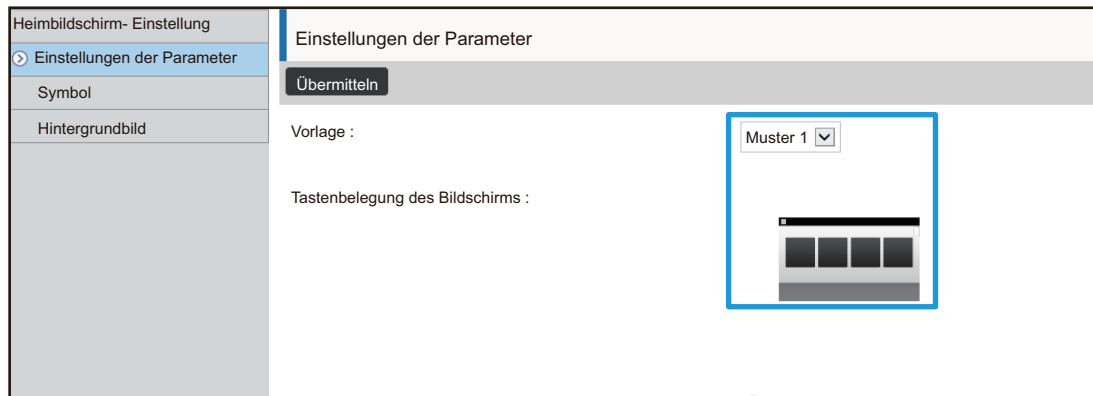 Heimbildschirm- Einstellung
Einstellungen der Parameter
Symbol
Hintergrundbild
Einstellungen der Parameter
Übermitteln
Vorlage :
Muster 1
Tastenbelegung des Bildschirms :